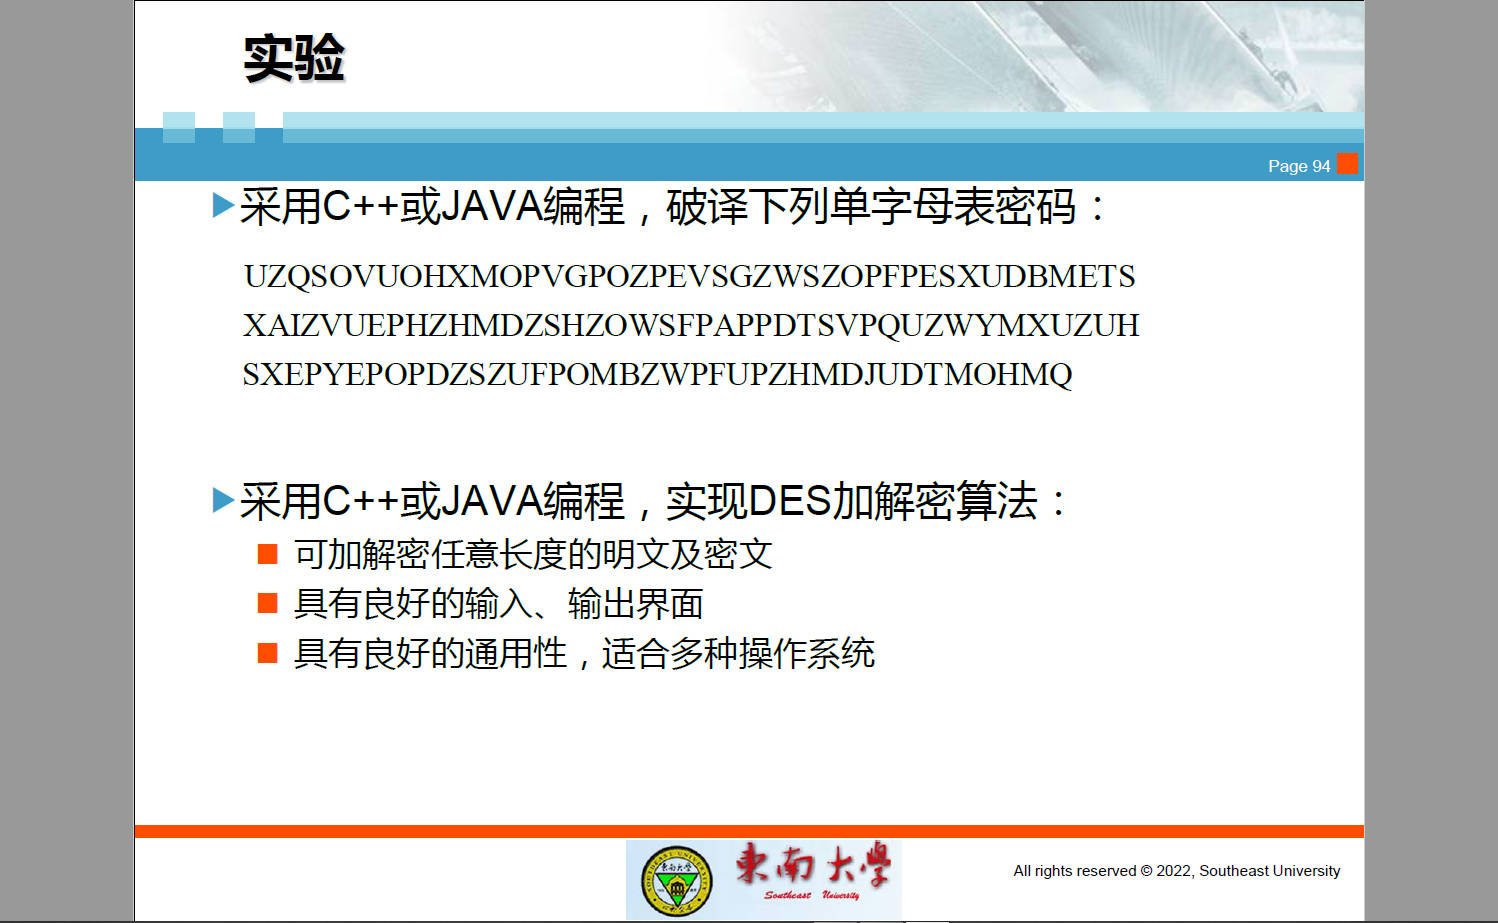 实验
Page 94
采用C++或JAVA编程，破译下列单字母表密码：
UZQSOVUOHXMOPVGPOZPEVSGZWSZOPFPESXUDBMETS
XAIZVUEPHZHMDZSHZOWSFPAPPDTSVPQUZWYMXUZUH
SXEPYEPOPDZSZUFPOMBZWPFUPZHMDJUDTMOHMQ
采用C++或JAVA编程，实现DES加解密算法：
可加解密任意长度的明文及密文
具有良好的输入、输出界面
具有良好的通用性，适合多种操作系统
東南大學
Southeast University
All rights reserved © 2022, Southeast University